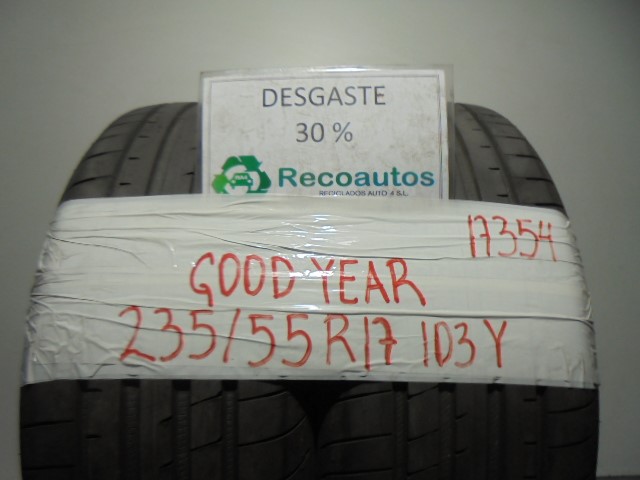 DESGASTE
30 %
Recoautos
RECICLADOS AUTO 4 S.L.
17354
GOOD YEAR
235/55R17 103Y